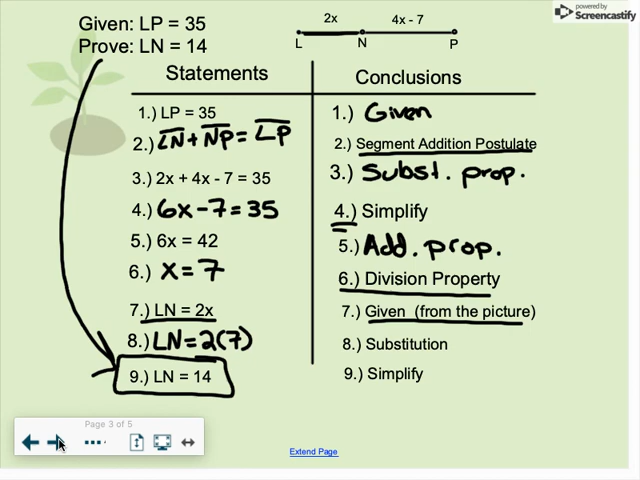 Given: LP = 35
Prove: LN = 14
2x
4x - 7
L
N
P
powered by
Screencastify
Statements
Conclusions
1.) LP = 35
1.) Given
2.) LN + NP = LP
2.) Segment Addition Postulate
3.) 2x + 4x - 7 = 35
3.) Subst. prop.
4.) 6x - 7 = 35
4.) Simplify
5.) 6x = 42
5.) Add. prop.
6.) x = 7
6.) Division Property
7.) LN = 2x
7.) Given (from the picture)
8.) LN = 2(7)
8.) Substitution
9.) LN = 14
9.) Simplify
Page 3 of 5
Extend Page